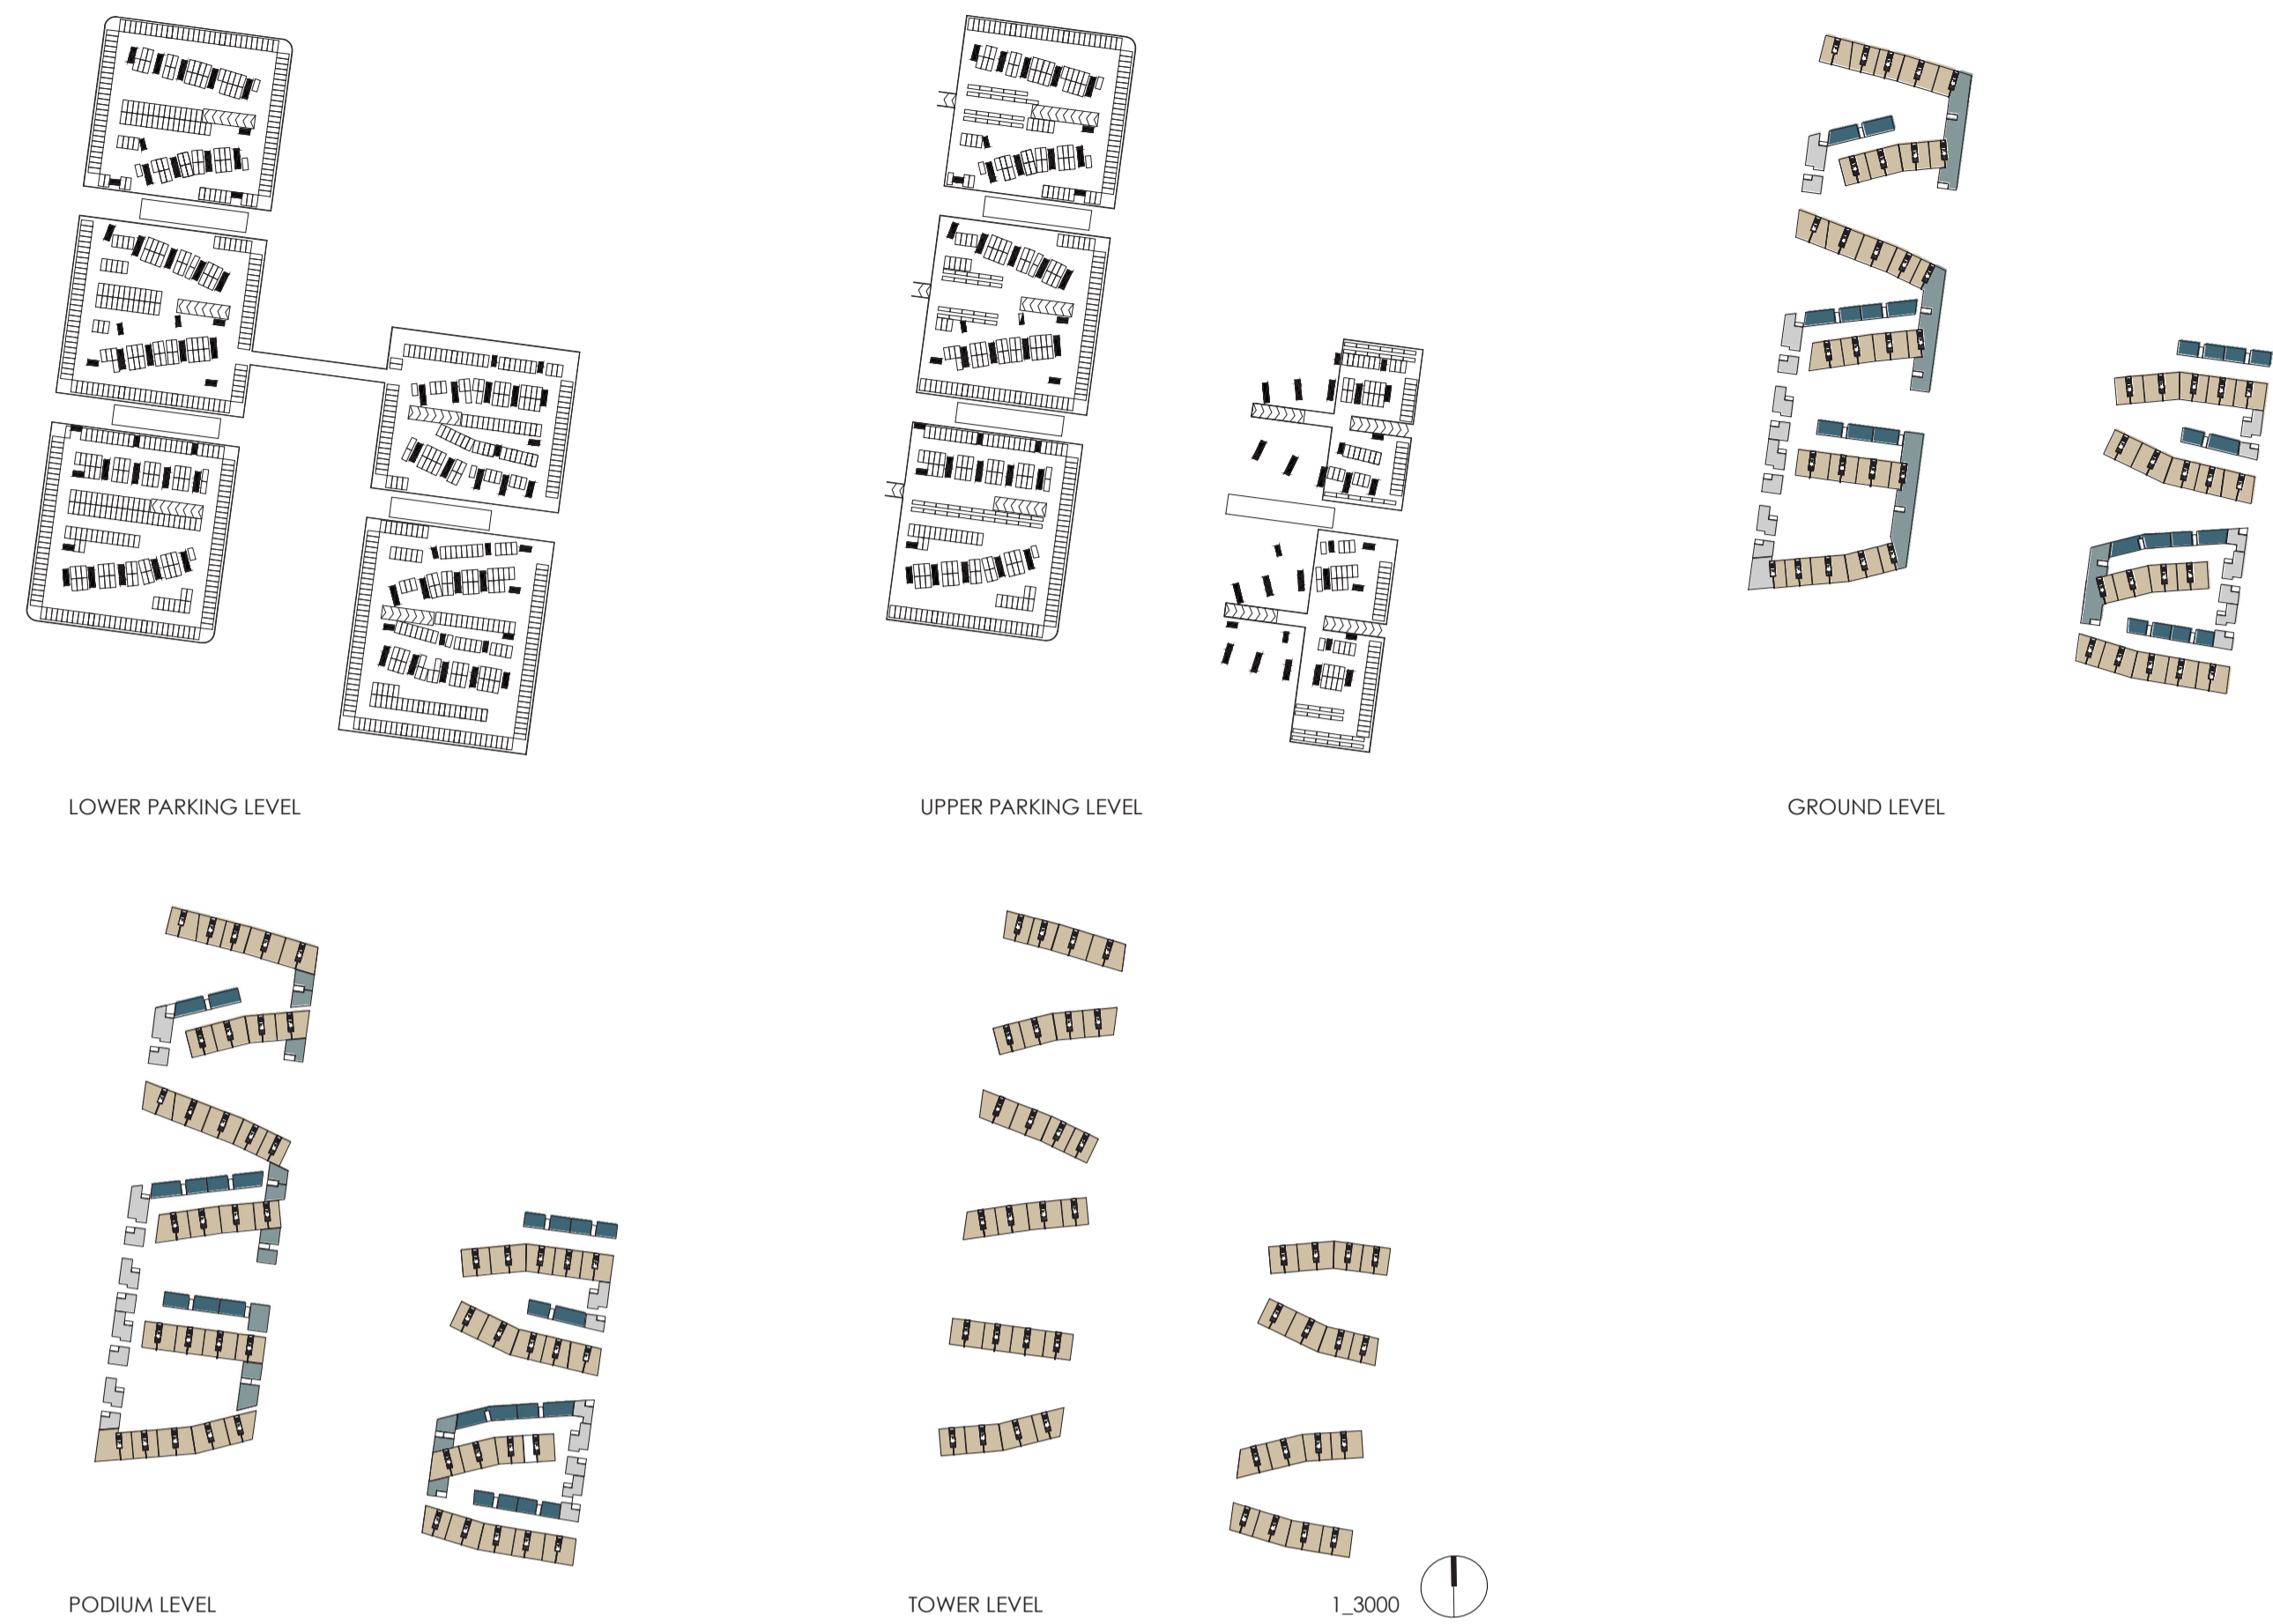 LOWER PARKING LEVEL
UPPER PARKING LEVEL
GROUND LEVEL
PODIUM LEVEL
TOWER LEVEL
1_3000